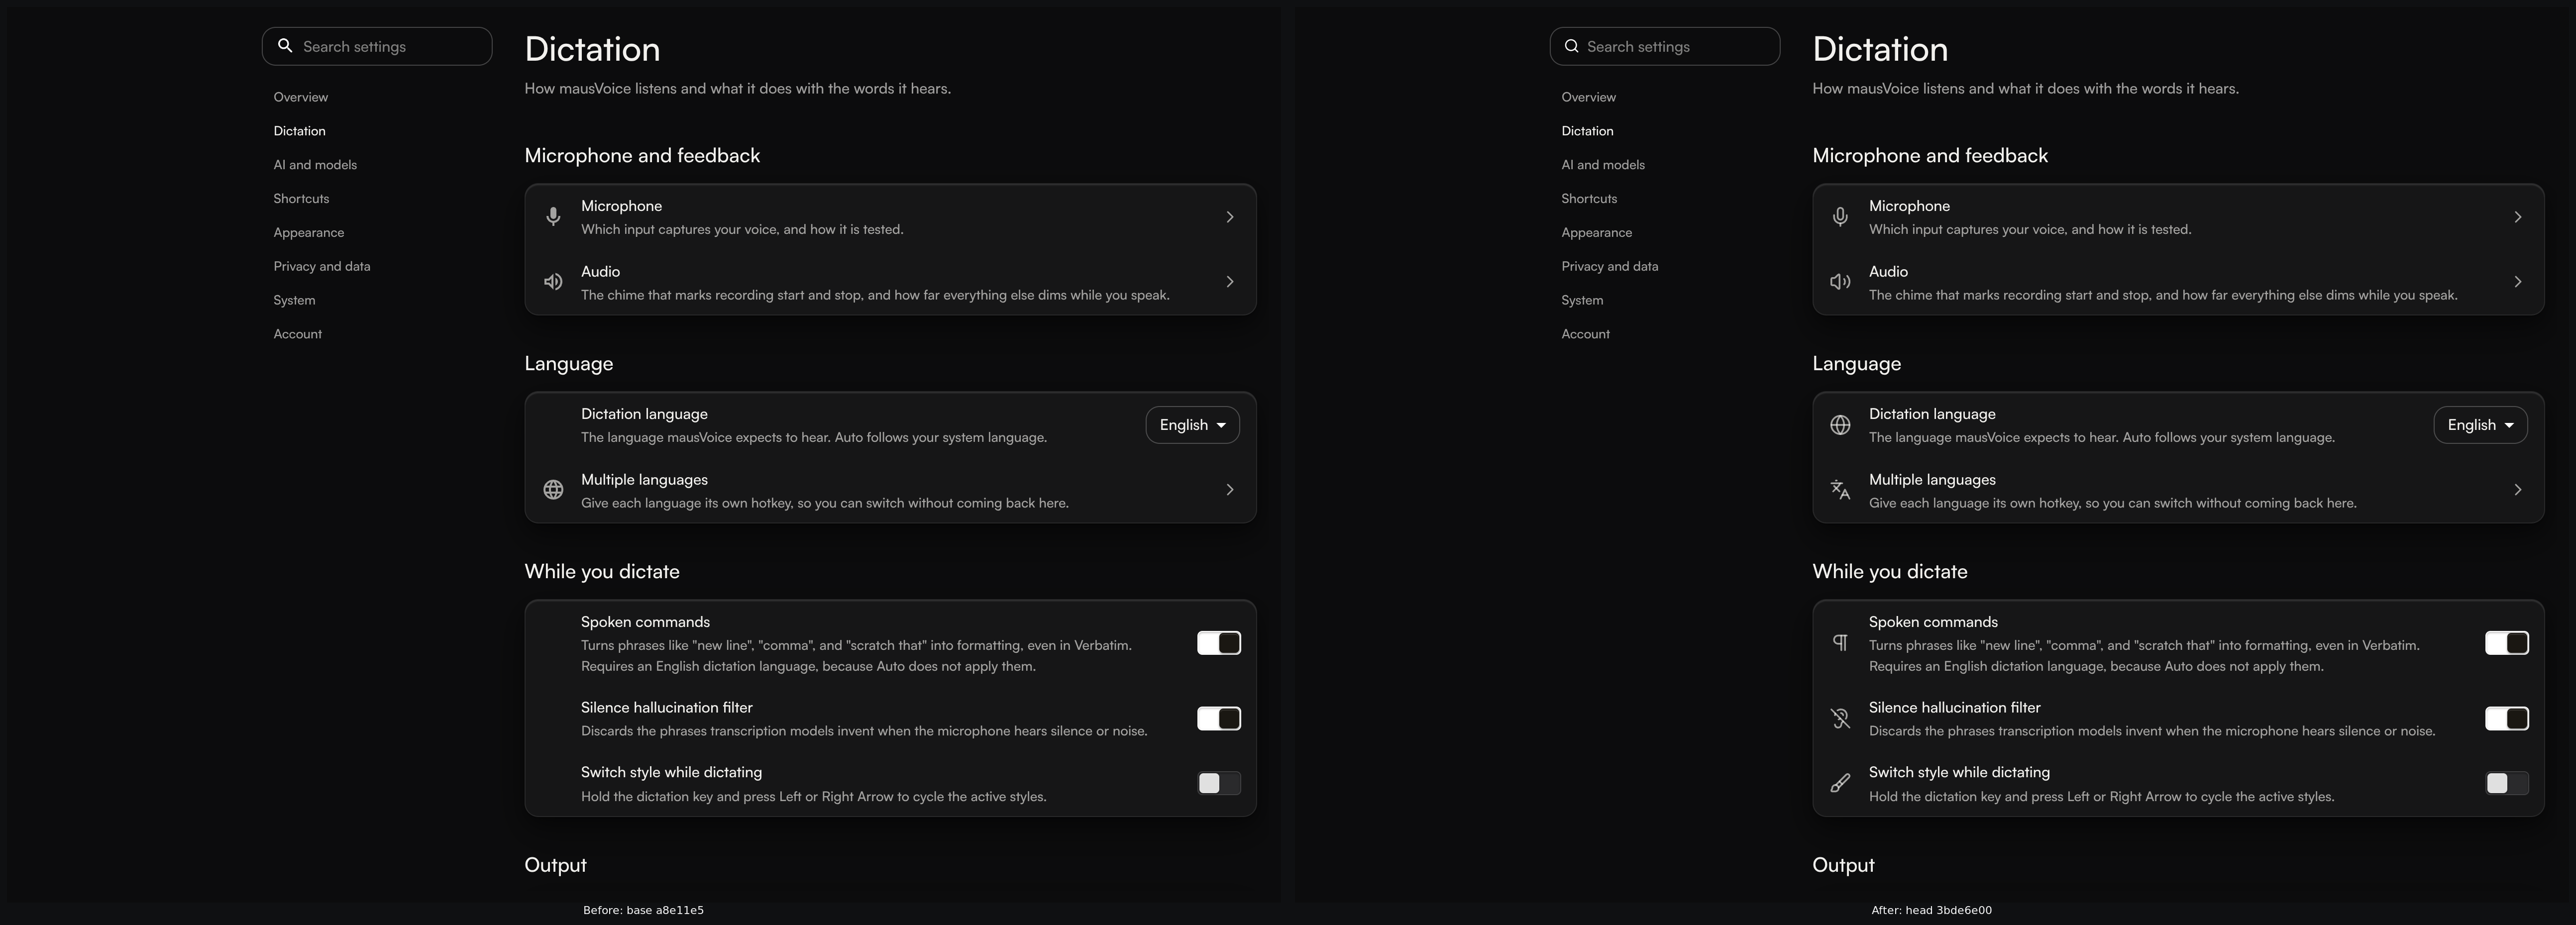 Search settings
Overview
Dictation
AI and models
Shortcuts
Appearance
Privacy and data
System
Account
Dictation
How mausVoice listens and what it does with the words it hears.
Microphone and feedback
Microphone
Which input captures your voice, and how it is tested.
Audio
The chime that marks recording start and stop, and how far everything else dims while you speak.
Language
Dictation language
The language mausVoice expects to hear. Auto follows your system language.
English
Multiple languages
Give each language its own hotkey, so you can switch without coming back here.
While you dictate
Spoken commands
Turns phrases like "new line", "comma", and "scratch that" into formatting, even in Verbatim.
Requires an English dictation language, because Auto does not apply them.
Silence hallucination filter
Discards the phrases transcription models invent when the microphone hears silence or noise.
Switch style while dictating
Hold the dictation key and press Left or Right Arrow to cycle the active styles.
Output
Before: base a8e11e5
Search settings
Overview
Dictation
AI and models
Shortcuts
Appearance
Privacy and data
System
Account
Dictation
How mausVoice listens and what it does with the words it hears.
Microphone and feedback
Microphone
Which input captures your voice, and how it is tested.
Audio
The chime that marks recording start and stop, and how far everything else dims while you speak.
Language
Dictation language
The language mausVoice expects to hear. Auto follows your system language.
English
Multiple languages
Give each language its own hotkey, so you can switch without coming back here.
While you dictate
Spoken commands
Turns phrases like "new line", "comma", and "scratch that" into formatting, even in Verbatim.
Requires an English dictation language, because Auto does not apply them.
Silence hallucination filter
Discards the phrases transcription models invent when the microphone hears silence or noise.
Switch style while dictating
Hold the dictation key and press Left or Right Arrow to cycle the active styles.
Output
After: head 3bde6e00